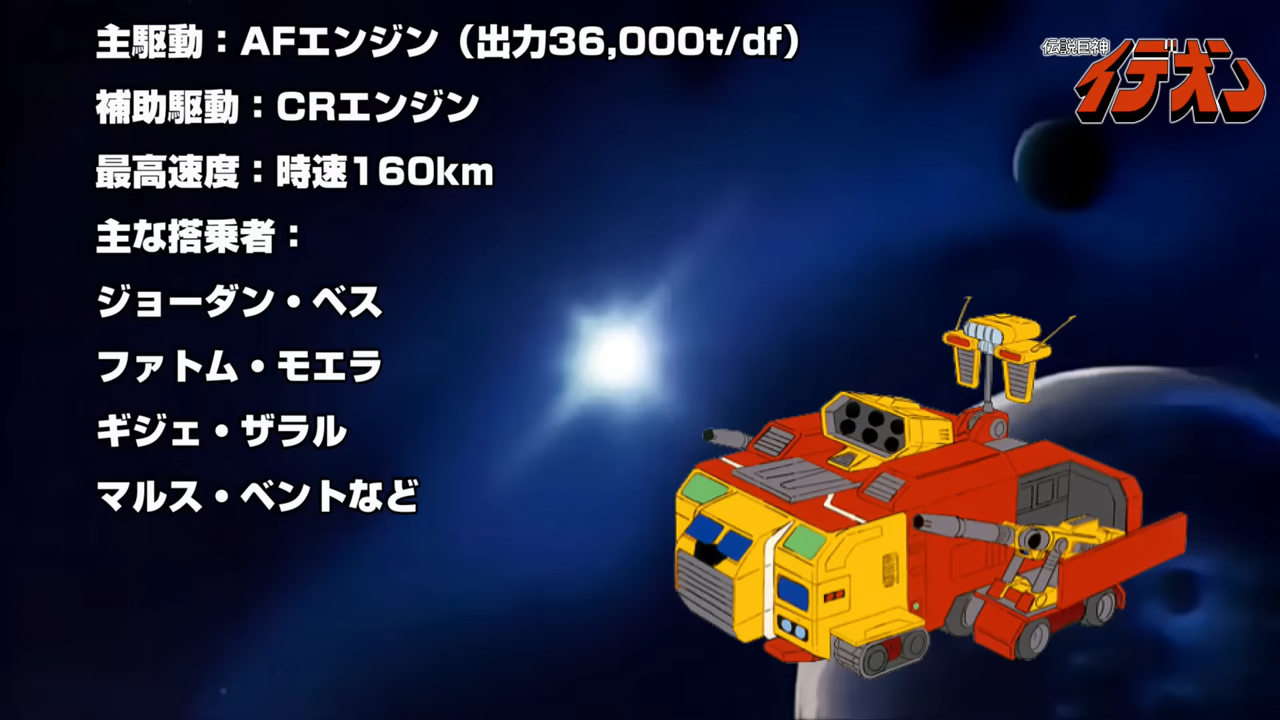 主駆動：AFエンジン（出力36,000t/df）
補助駆動：CRエンジン
最高速度：時速160km
主な搭乗者：
ジョーダン・ベス
ファトム・モエラ
ギジェ・ザラル
マルス・ベントなど
伝説巨神
イデオン